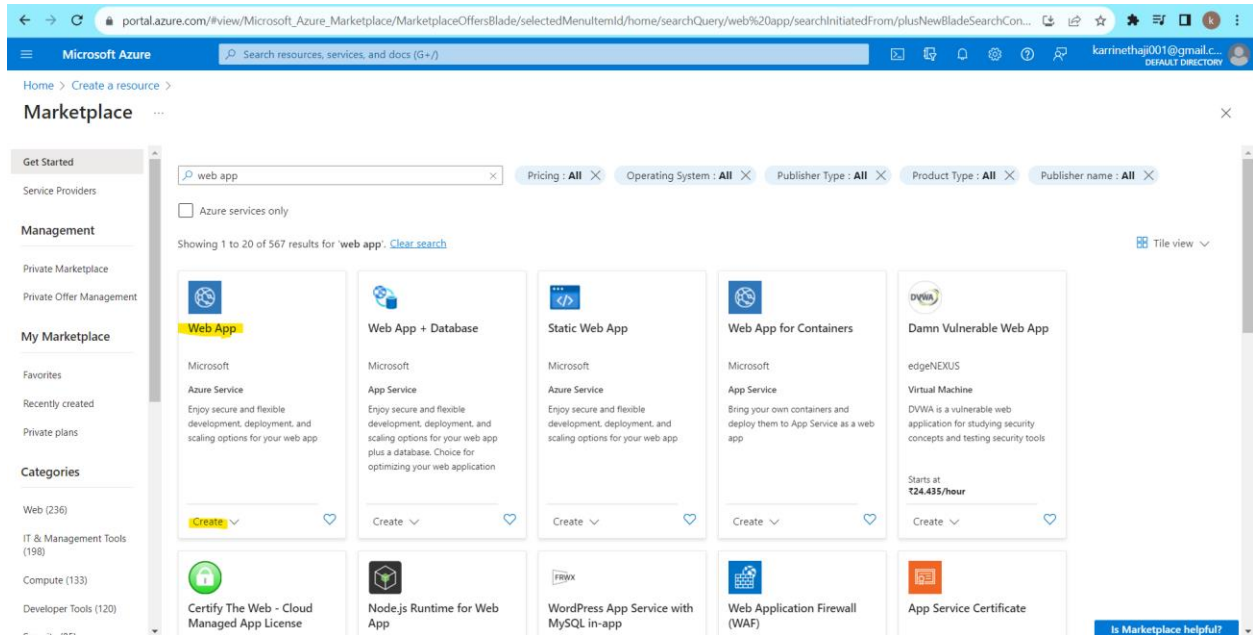 portal.azure.com/#view/Microsoft_Azure_Marketplace/MarketplaceOffersBlade/selectedMenuItemId/home/searchQuery/web%20app/searchInitiatedFrom/plusNewBladeSearchCon...
k
Microsoft Azure
Search resources, services, and docs (G+/)
karrinethaji001@gmail.c...
DEFAULT DIRECTORY
Home > Create a resource >
Marketplace ...
Get Started
Service Providers
Management
Private Marketplace
Private Offer Management
My Marketplace
Favorites
Recently created
Private plans
Categories
Web (236)
IT & Management Tools
(198)
Compute (133)
Developer Tools (120)
web app
Pricing : All
Operating System : All
Publisher Type : All
Product Type : All
Publisher name : All
Azure services only
Showing 1 to 20 of 567 results for 'web app'. Clear search
Tile view
Web App
Microsoft
Azure Service
Enjoy secure and flexible
development, deployment, and
scaling options for your web app
Create
Web App + Database
Microsoft
App Service
Enjoy secure and flexible
development, deployment, and
scaling options for your web app
plus a database. Choice for
optimizing your web application
Create
Static Web App
Microsoft
Azure Service
Enjoy secure and flexible
development, deployment, and
scaling options for your web app
Create
Web App for Containers
Microsoft
App Service
Bring your own containers and
deploy them to App Service as a web
app
Create
DVWA
Damn Vulnerable Web App
edgeNEXUS
Virtual Machine
DVWA is a vulnerable web
application for studying security
concepts and testing security tools
Starts at
₹24.435/hour
Create
Certify The Web - Cloud
Managed App License
Node.js Runtime for Web
App
FRWX
WordPress App Service with
MySQL in-app
Web Application Firewall
(WAF)
App Service Certificate
Is Marketplace helpful?